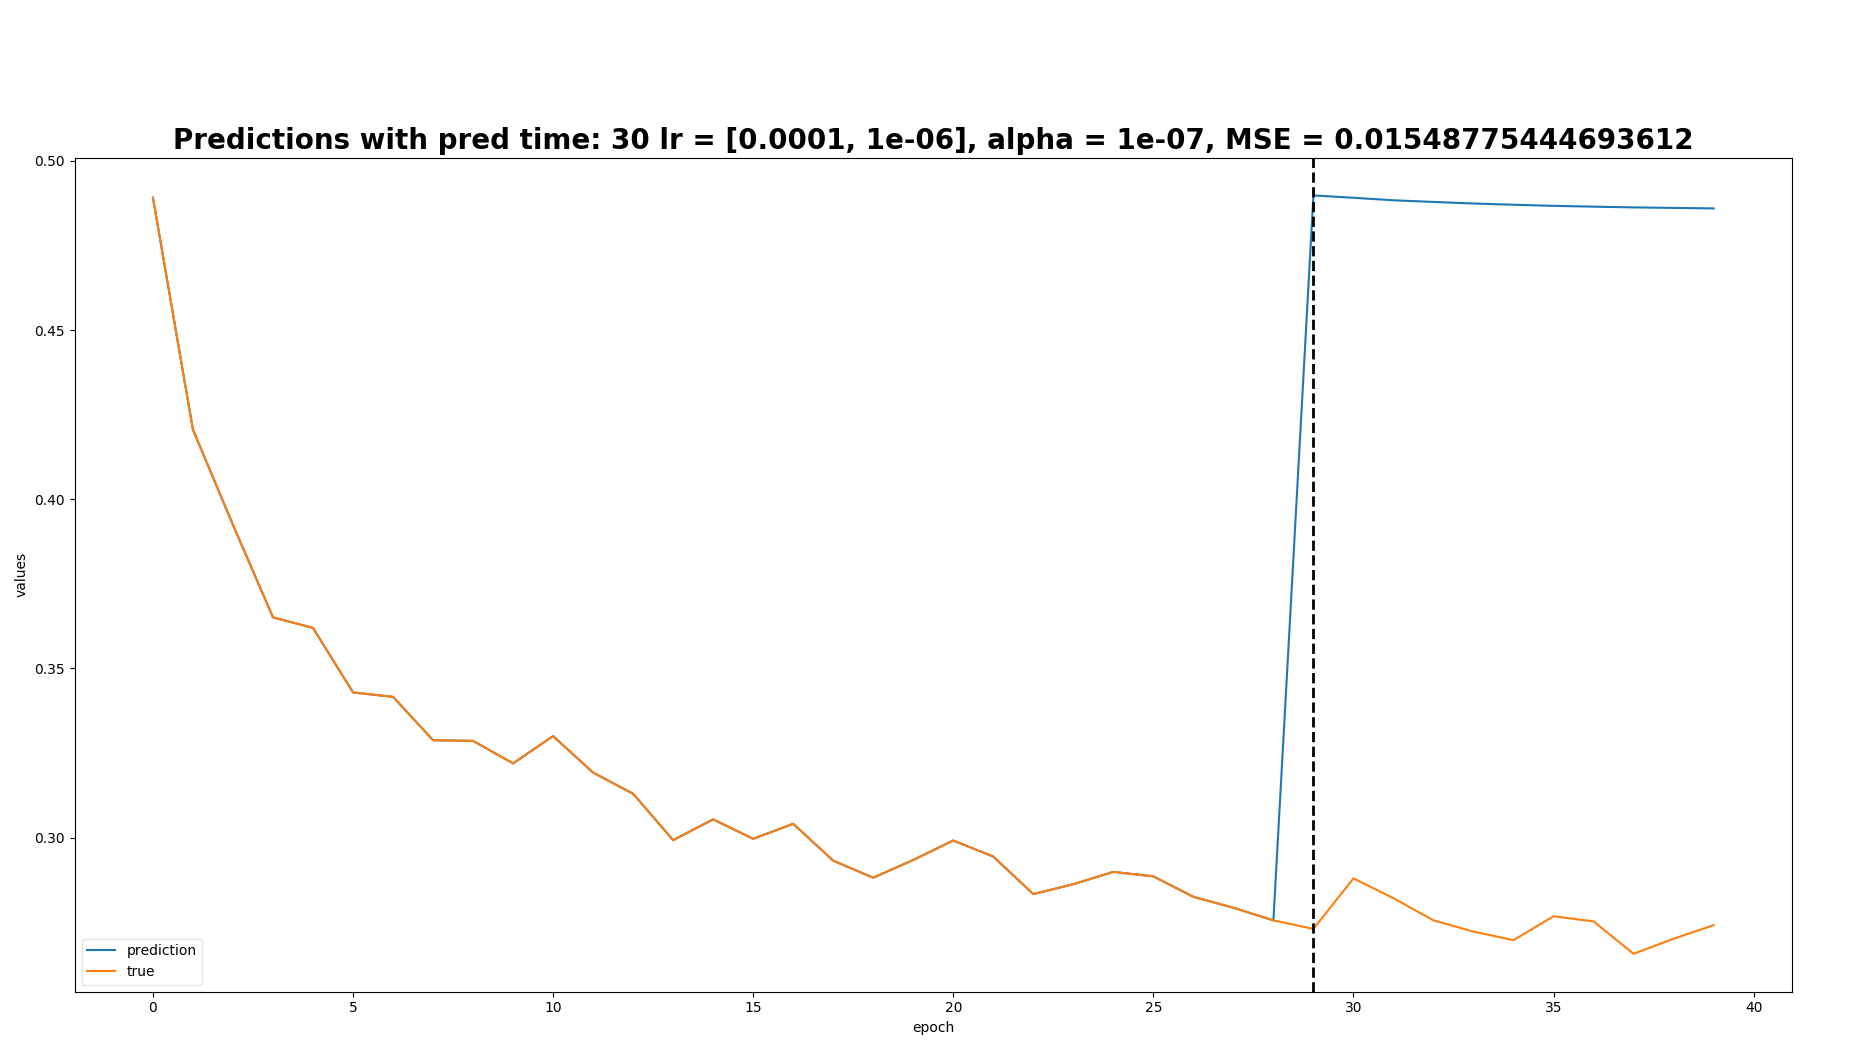 Predictions with pred time: 30 lr = [0.0001, 1e-06], alpha = 1e-07, MSE = 0.01548775444693612
0.50
0.45
0.40
0.35
0.30
values
prediction
true
0 5 10 15 20 25 30 35 40
epoch